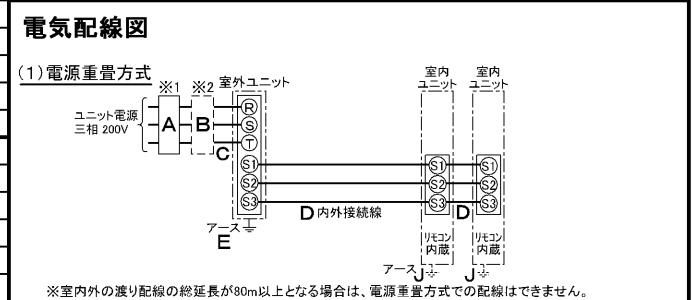 電気配線図
(1)電源重畳方式
※1 ※2 室外ユニット
室内 ユニット 室内 ユニット
ユニット電源
三相 200V
A B C
R
S
T
S1 S1 S1
S2 S2 S2
S3 S3 S3
D 内外接続線 D
アース
E
リモコン 内蔵 リモコン 内蔵
アース J J
※室内外の渡り配線の総延長が80m以上となる場合は、電源重畳方式での配線はできません。